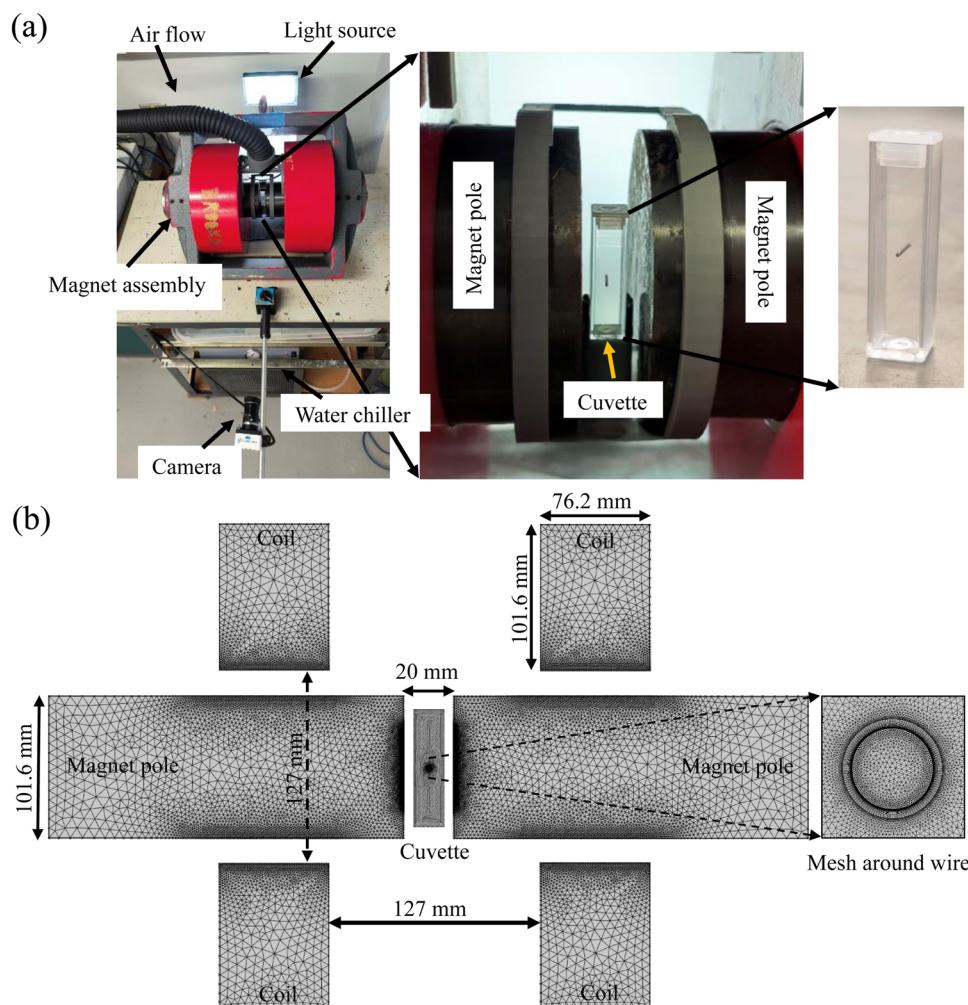 (a)
Air flow
Light source
Magnet assembly
Water chiller
Camera
Magnet pole
Magnet pole
Cuvette
(b)
76.2 mm
Coil
Coil
101.6 mm
20 mm
101.6 mm
Magnet pole
127 mm
Magnet pole
Cuvette
Mesh around wire
127 mm
Coil
Coil